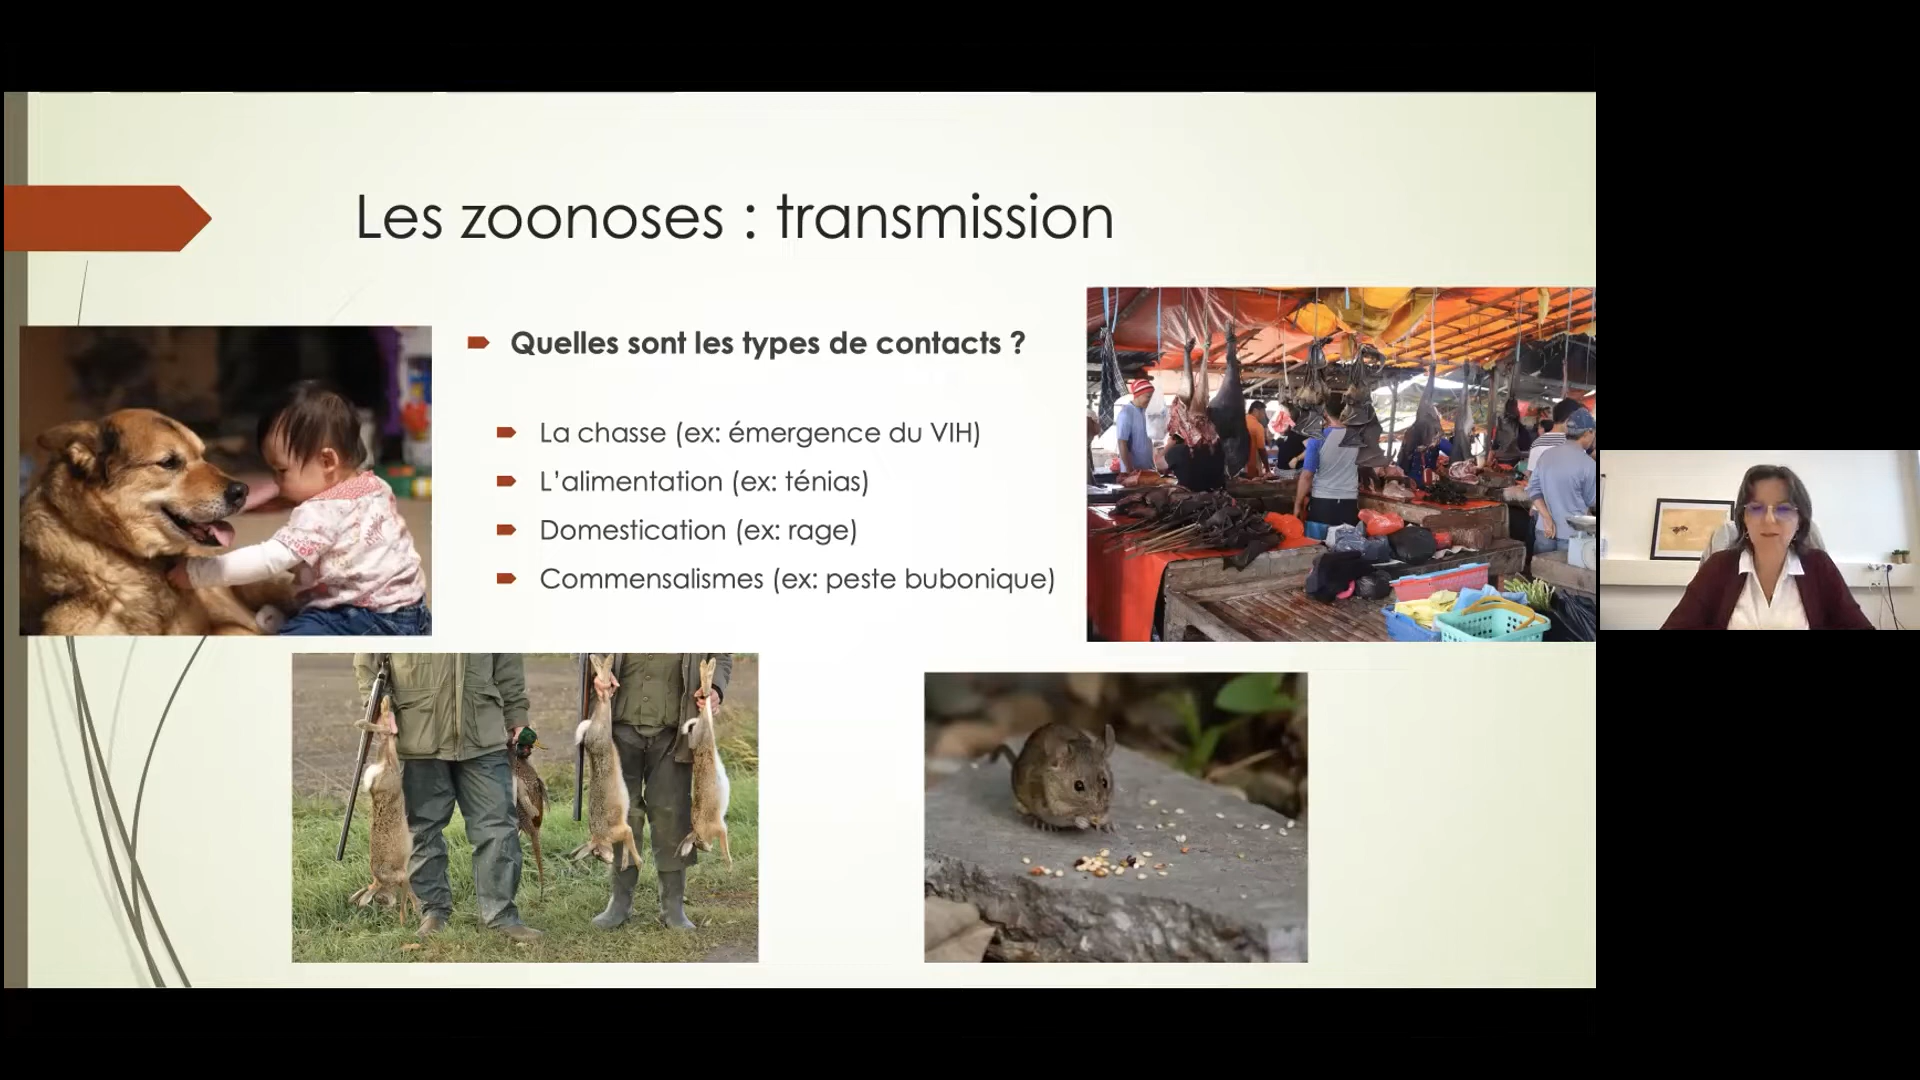 Les zoonoses : transmission
Quelles sont les types de contacts ?
La chasse (ex: émergence du VIH)
L'alimentation (ex: ténias)
Domestication (ex: rage)
Commensalismes (ex: peste bubonique)